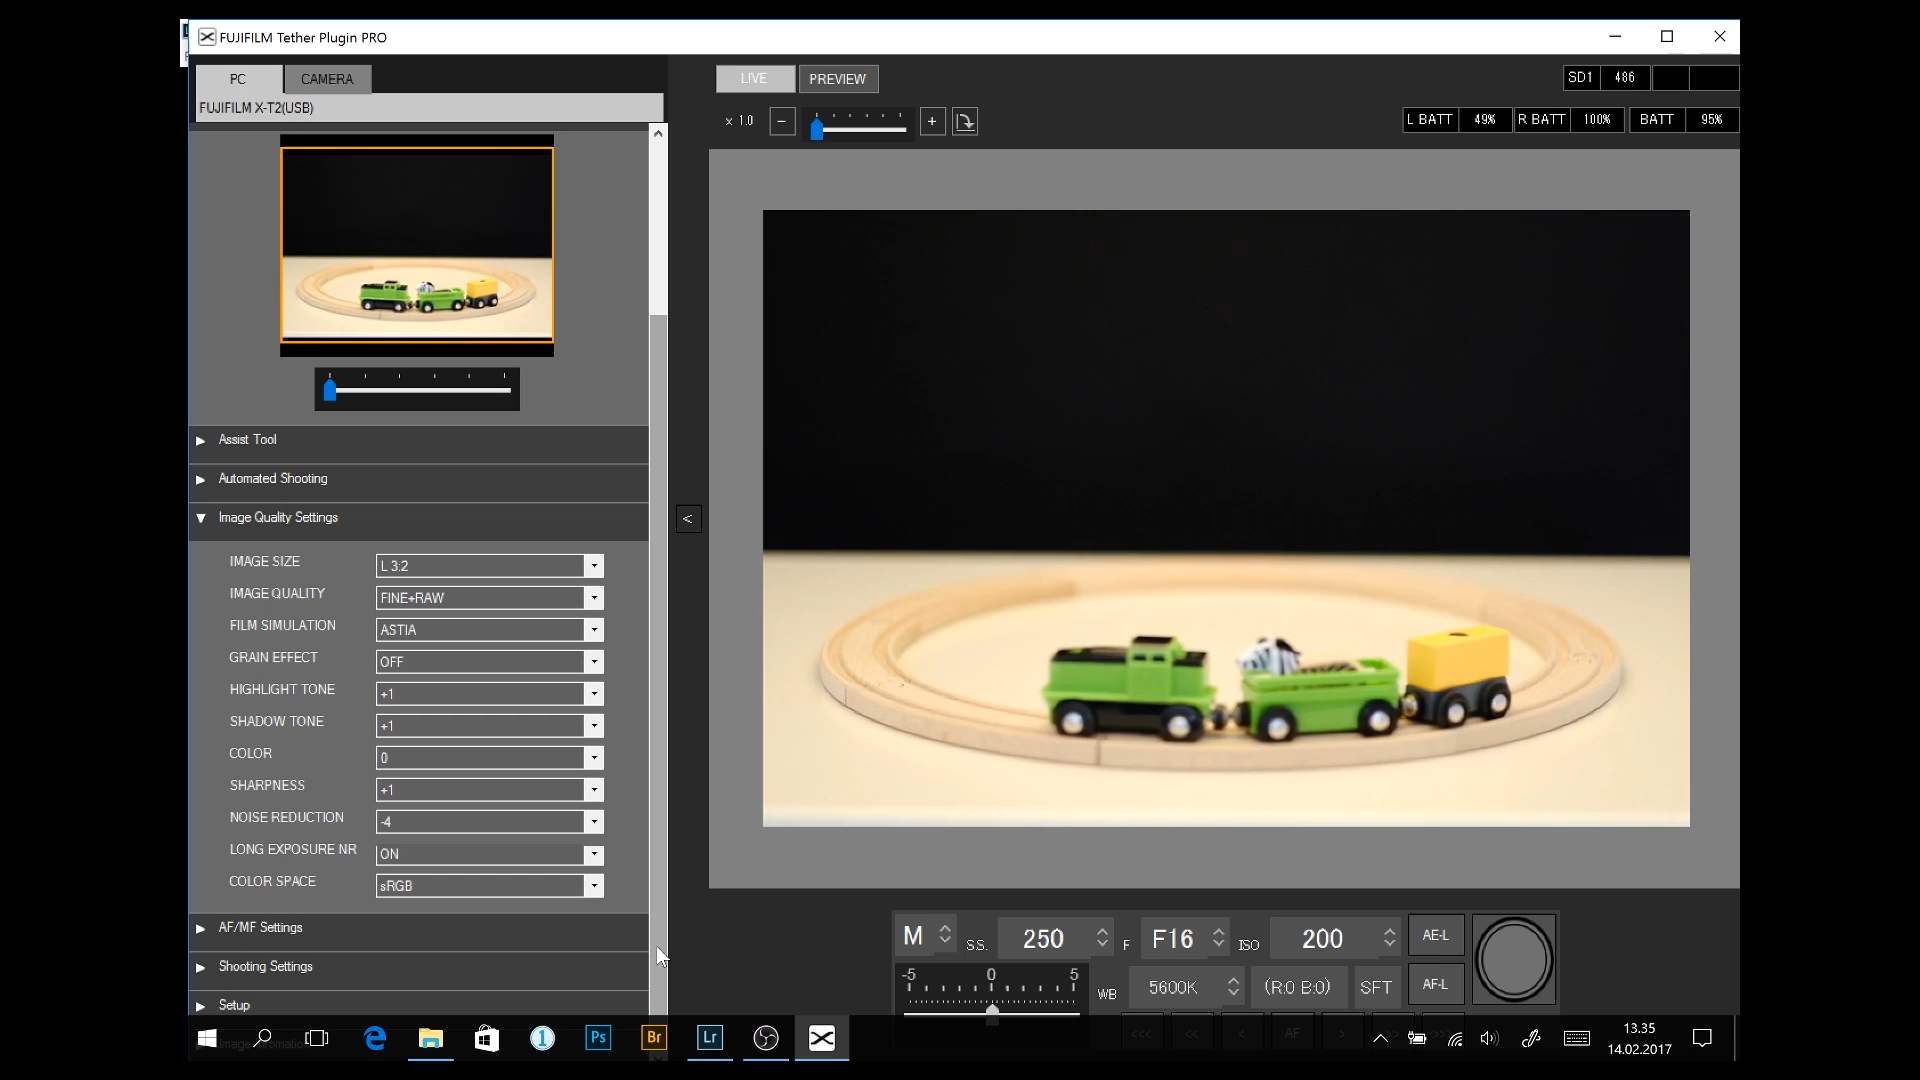 FUJIFILM Tether Plugin PRO
PC
CAMERA
LIVE
PREVIEW
SD1
486
FUJIFILM X-T2(USB)
x 1.0
−
+
L BATT
49%
R BATT
100%
BATT
95%
Assist Tool
Automated Shooting
Image Quality Settings
<
IMAGE SIZE
L 3:2
IMAGE QUALITY
FINE+RAW
FILM SIMULATION
ASTIA
GRAIN EFFECT
OFF
HIGHLIGHT TONE
+1
SHADOW TONE
+1
COLOR
0
SHARPNESS
+1
NOISE REDUCTION
-4
LONG EXPOSURE NR
ON
COLOR SPACE
sRGB
AF/MF Settings
Shooting Settings
Setup
M
S.S.
250
F
F16
ISO
200
AE-L
-5
0
5
WB
5600K
(R:0 B:0)
SFT
AF-L
<<<
<<
<
AF
>
Ps
Br
Lr
13.35
14.02.2017